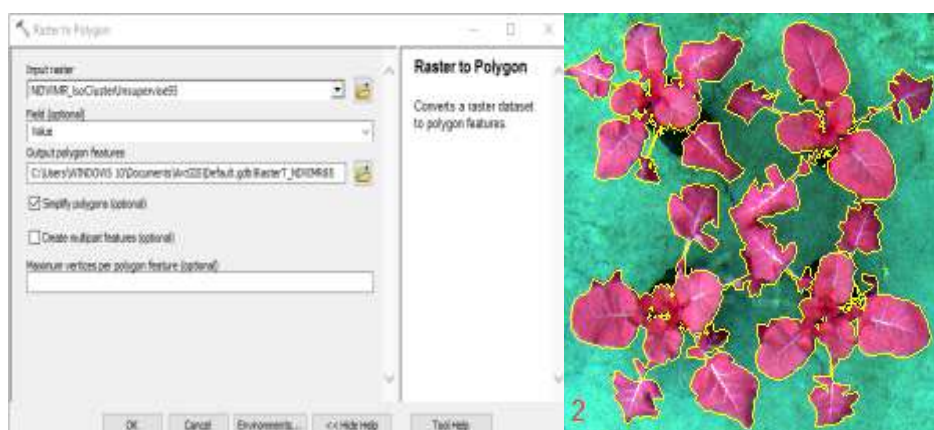 Raster to Polygon
Input raster
Field (optional)
Value
Output polygon features
Simplify polygons (optional)
Create multipart features (optional)
Maximum vertices per polygon feature (optional)
OK
Cancel
Environments...
<< Hide Help
Tool Help
Raster to Polygon
Converts a raster dataset
to polygon features.
2